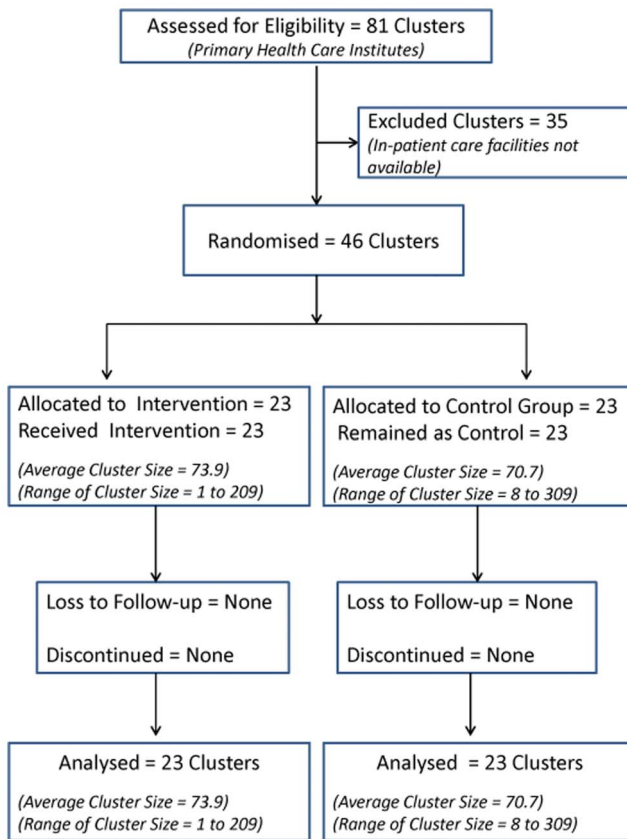 Assessed for Eligibility = 81 Clusters
(Primary Health Care Institutes)
Excluded Clusters = 35
(In-patient care facilities not
available)
Randomised = 46 Clusters
Allocated to Intervention = 23
Received Intervention = 23
(Average Cluster Size = 73.9)
(Range of Cluster Size = 1 to 209)
Allocated to Control Group = 23
Remained as Control = 23
(Average Cluster Size = 70.7)
(Range of Cluster Size = 8 to 309)
Loss to Follow-up = None
Discontinued = None
Loss to Follow-up = None
Discontinued = None
Analysed = 23 Clusters
(Average Cluster Size = 73.9)
(Range of Cluster Size = 1 to 209)
Analysed = 23 Clusters
(Average Cluster Size = 70.7)
(Range of Cluster Size = 8 to 309)